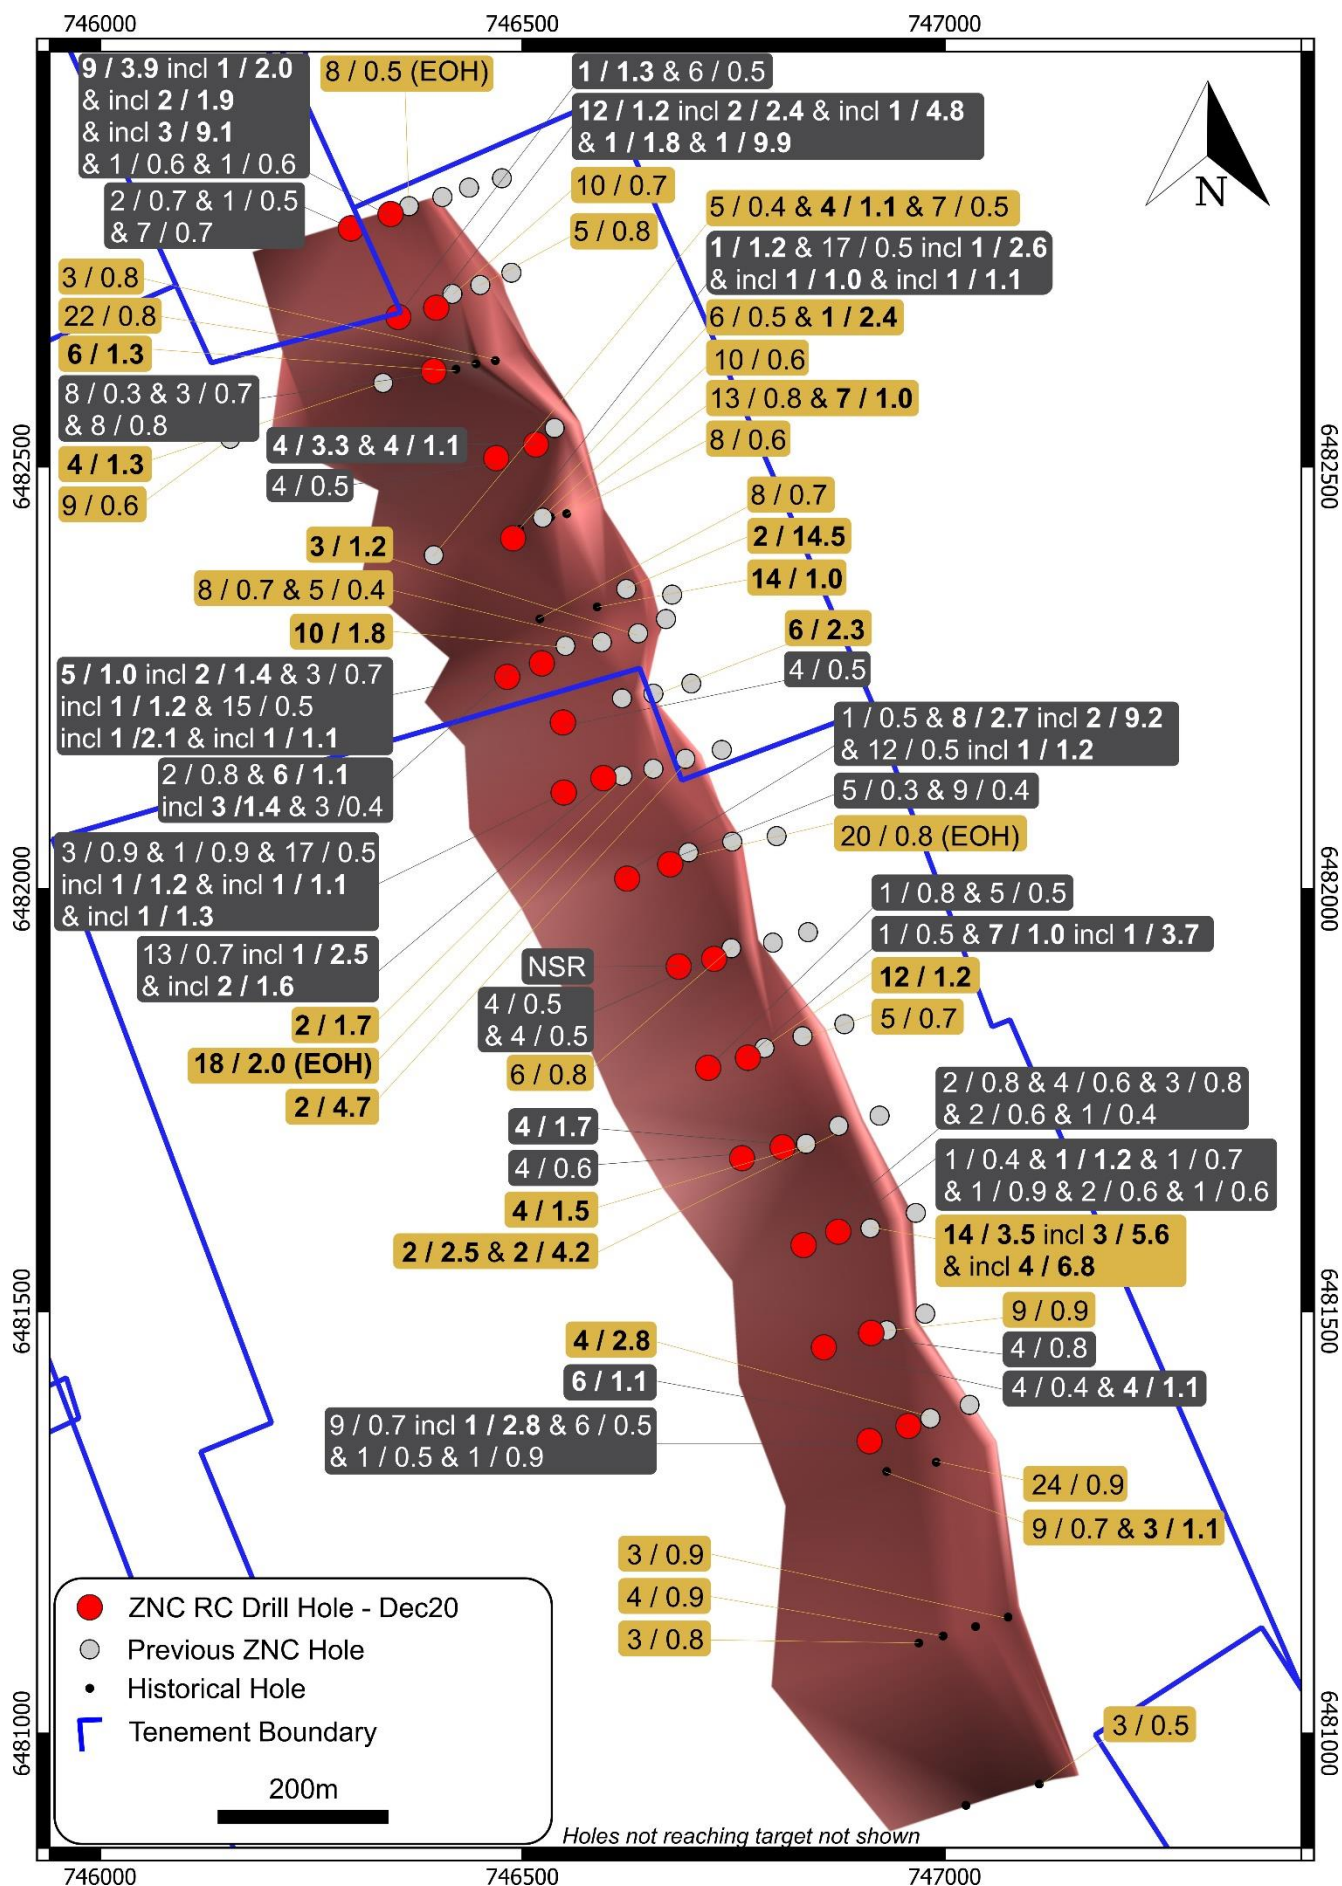 746000
746500
747000
9 / 3.9 incl 1 / 2.0
& incl 2 / 1.9
& incl 3 / 9.1
& 1 / 0.6 & 1 / 0.6
8 / 0.5 (EOH)
1 / 1.3 & 6 / 0.5
12 / 1.2 incl 2 / 2.4 & incl 1 / 4.8
& 1 / 1.8 & 1 / 9.9
N
2 / 0.7 & 1 / 0.5
& 7 / 0.7
10 / 0.7
5 / 0.8
5 / 0.4 & 4 / 1.1 & 7 / 0.5
1 / 1.2 & 17 / 0.5 incl 1 / 2.6
& incl 1 / 1.0 & incl 1 / 1.1
3 / 0.8
22 / 0.8
6 / 1.3
6 / 0.5 & 1 / 2.4
10 / 0.6
13 / 0.8 & 7 / 1.0
8 / 0.6
8 / 0.3 & 3 / 0.7
& 8 / 0.8
4 / 1.3
9 / 0.6
4 / 3.3 & 4 / 1.1
4 / 0.5
6482500
6482500
8 / 0.7
2 / 14.5
14 / 1.0
3 / 1.2
8 / 0.7 & 5 / 0.4
10 / 1.8
6 / 2.3
4 / 0.5
5 / 1.0 incl 2 / 1.4 & 3 / 0.7
incl 1 / 1.2 & 15 / 0.5
incl 1 /2.1 & incl 1 / 1.1
2 / 0.8 & 6 / 1.1
incl 3 /1.4 & 3 /0.4
1 / 0.5 & 8 / 2.7 incl 2 / 9.2
& 12 / 0.5 incl 1 / 1.2
5 / 0.3 & 9 / 0.4
20 / 0.8 (EOH)
3 / 0.9 & 1 / 0.9 & 17 / 0.5
incl 1 / 1.2 & incl 1 / 1.1
& incl 1 / 1.3
6482000
6482000
1 / 0.8 & 5 / 0.5
1 / 0.5 & 7 / 1.0 incl 1 / 3.7
12 / 1.2
5 / 0.7
13 / 0.7 incl 1 / 2.5
& incl 2 / 1.6
2 / 1.7
18 / 2.0 (EOH)
2 / 4.7
NSR
4 / 0.5
& 4 / 0.5
6 / 0.8
2 / 0.8 & 4 / 0.6 & 3 / 0.8
& 2 / 0.6 & 1 / 0.4
1 / 0.4 & 1 / 1.2 & 1 / 0.7
& 1 / 0.9 & 2 / 0.6 & 1 / 0.6
14 / 3.5 incl 3 / 5.6
& incl 4 / 6.8
4 / 1.7
4 / 0.6
4 / 1.5
2 / 2.5 & 2 / 4.2
6481500
6481500
9 / 0.9
4 / 0.8
4 / 0.4 & 4 / 1.1
4 / 2.8
6 / 1.1
9 / 0.7 incl 1 / 2.8 & 6 / 0.5
& 1 / 0.5 & 1 / 0.9
24 / 0.9
9 / 0.7 & 3 / 1.1
3 / 0.9
4 / 0.9
3 / 0.8
3 / 0.5
6481000
6481000
ZNC RC Drill Hole - Dec20
Previous ZNC Hole
Historical Hole
Tenement Boundary
200m
Holes not reaching target not shown
746000
746500
747000